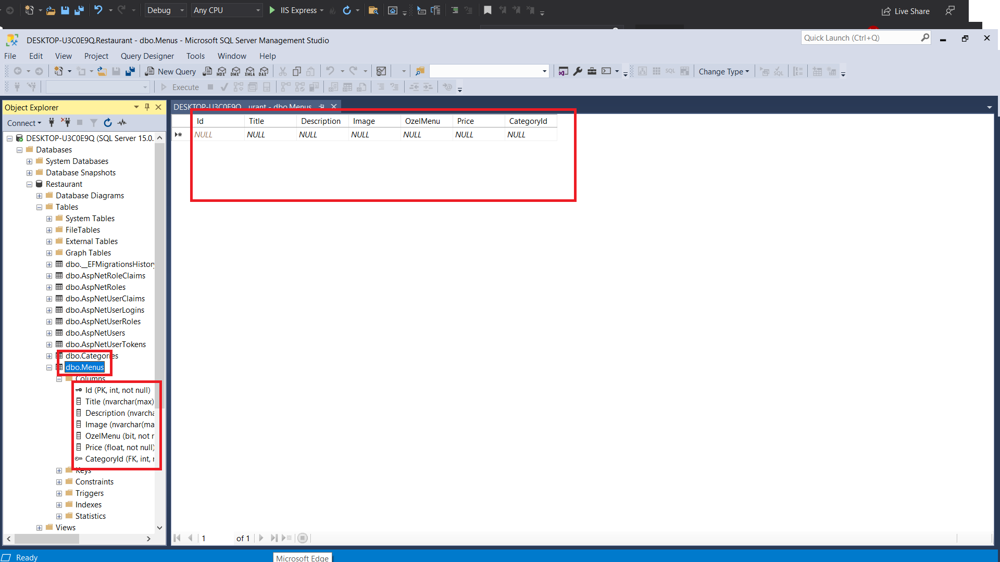 Debug
Any CPU
IIS Express
Live Share
DESKTOP-U3C0E9Q.Restaurant - dbo.Menus - Microsoft SQL Server Management Studio
Quick Launch (Ctrl+Q)
File Edit View Project Query Designer Tools Window Help
New Query
MDX DMX XMLA DAX
SQL
Change Type
SQL
Execute
Object Explorer
DESKTOP-U3C0E9Q...urant - dbo.Menus
Connect
Id Title Description Image OzelMenu Price CategoryId
NULL NULL NULL NULL NULL NULL NULL
DESKTOP-U3C0E9Q (SQL Server 15.0.
Databases
System Databases
Database Snapshots
Restaurant
Database Diagrams
Tables
System Tables
FileTables
External Tables
Graph Tables
dbo.__EFMigrationsHistory
dbo.AspNetRoleClaims
dbo.AspNetRoles
dbo.AspNetUserClaims
dbo.AspNetUserLogins
dbo.AspNetUserRoles
dbo.AspNetUsers
dbo.AspNetUserTokens
dbo.Categories
dbo.Menus
Columns
Id (PK, int, not null)
Title (nvarchar(max)
Description (nvarcha
Image (nvarchar(ma
OzelMenu (bit, not r
Price (float, not null)
CategoryId (FK, int, r
Keys
Constraints
Triggers
Indexes
Statistics
Views
1 of 1
Ready
Microsoft Edge